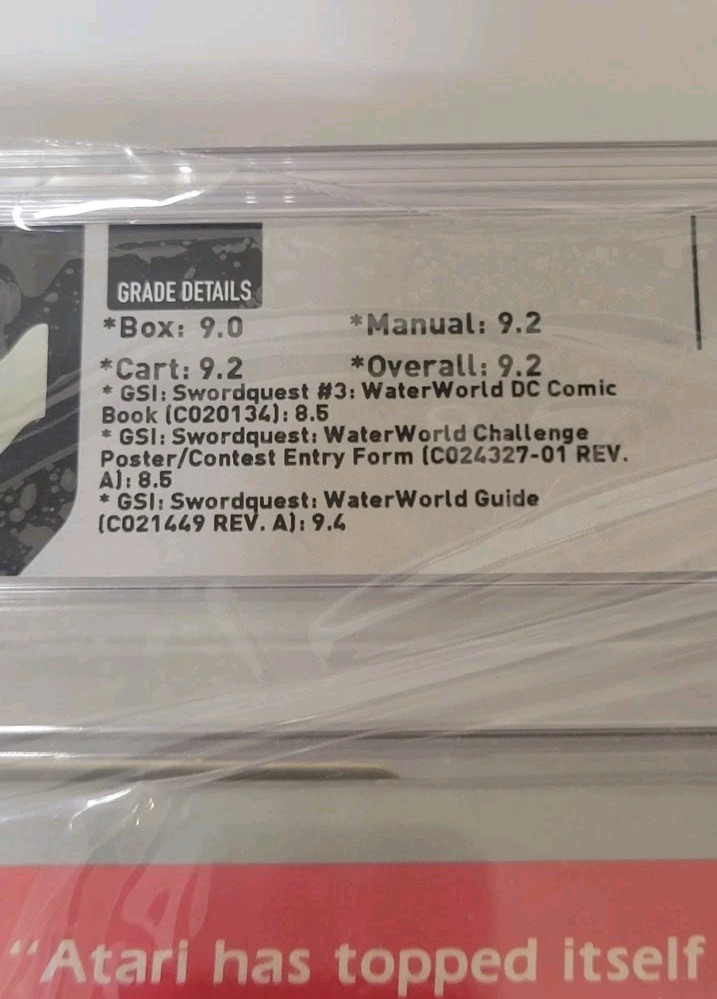 GRADE DETAILS
*Box: 9.0 *Manual: 9.2
*Cart: 9.2 *Overall: 9.2
* GSI: Swordquest #3: WaterWorld DC Comic
Book (C020134): 8.5
* GSI: Swordquest: WaterWorld Challenge
Poster/Contest Entry Form (C024327-01 REV.
A): 8.5
* GSI: Swordquest: WaterWorld Guide
(C021449 REV. A): 9.4
“Atari has topped itself